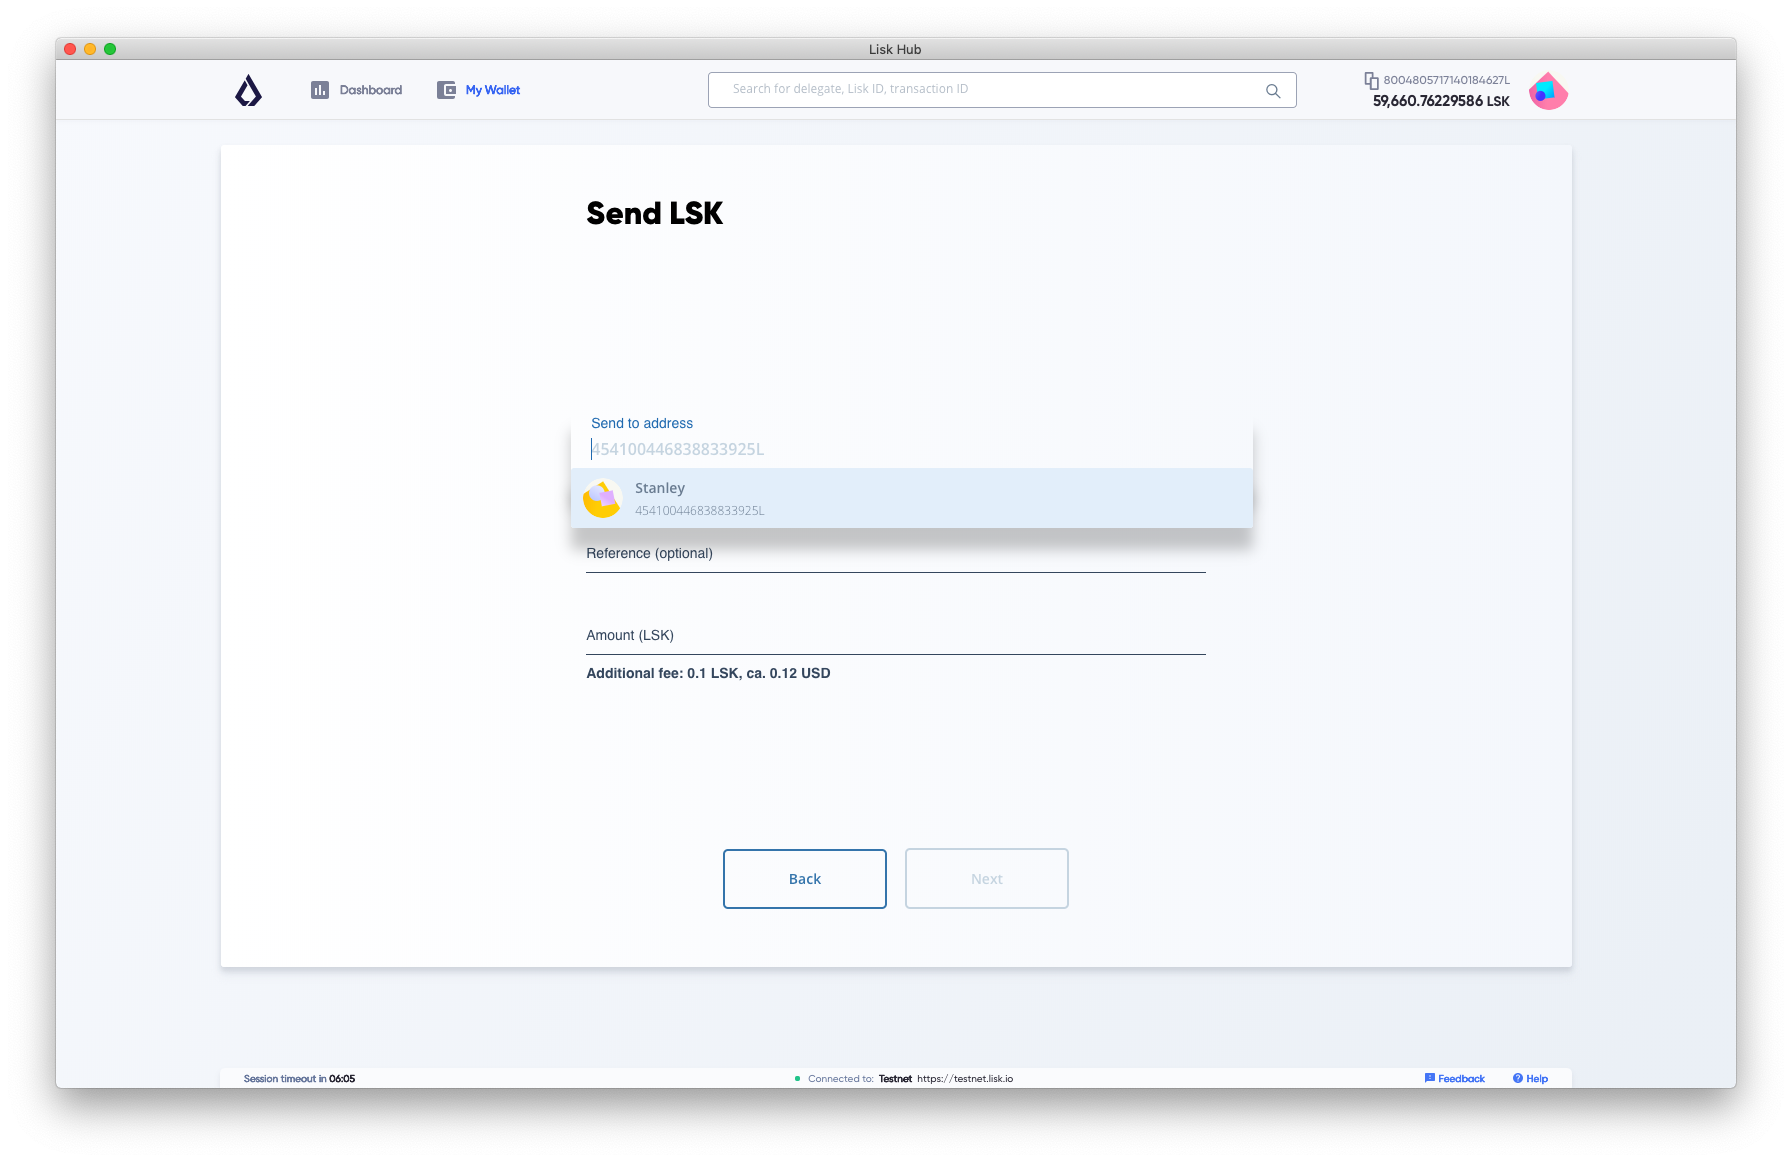 Lisk Hub
Dashboard
My Wallet
Search for delegate, Lisk ID, transaction ID
8004805717140184627L
59,660.76229586 LSK
Send LSK
Send to address
454100446838833925L
Stanley
454100446838833925L
Reference (optional)
Amount (LSK)
Additional fee: 0.1 LSK, ca. 0.12 USD
Back
Next
Session timeout in 06:05
Connected to: Testnet https://testnet.lisk.io
Feedback
Help